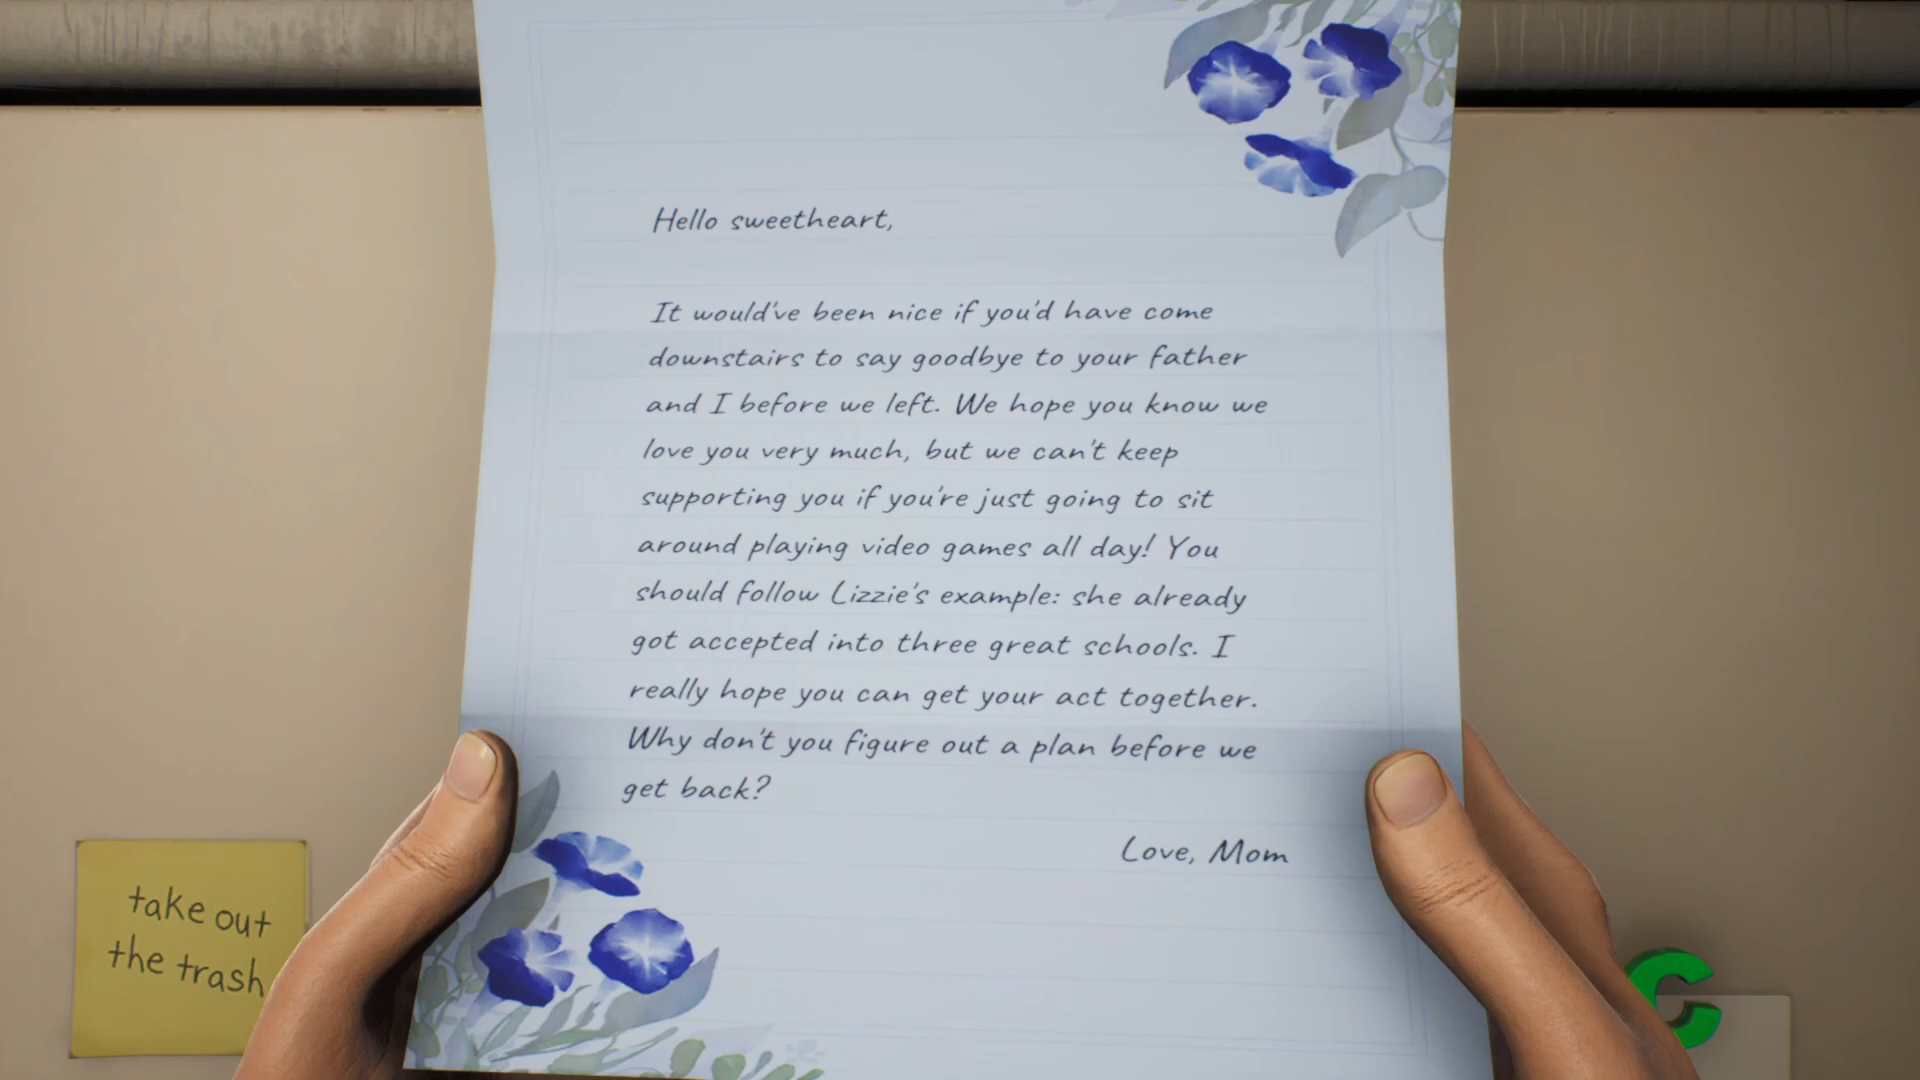 Hello sweetheart,
It would've been nice if you'd have come
downstairs to say goodbye to your father
and I before we left. We hope you know we
love you very much, but we can't keep
supporting you if you're just going to sit
around playing video games all day! You
should follow Lizzie's example: she already
got accepted into three great schools. I
really hope you can get your act together.
Why don't you figure out a plan before we
get back?
Love, Mom
take out
the trash